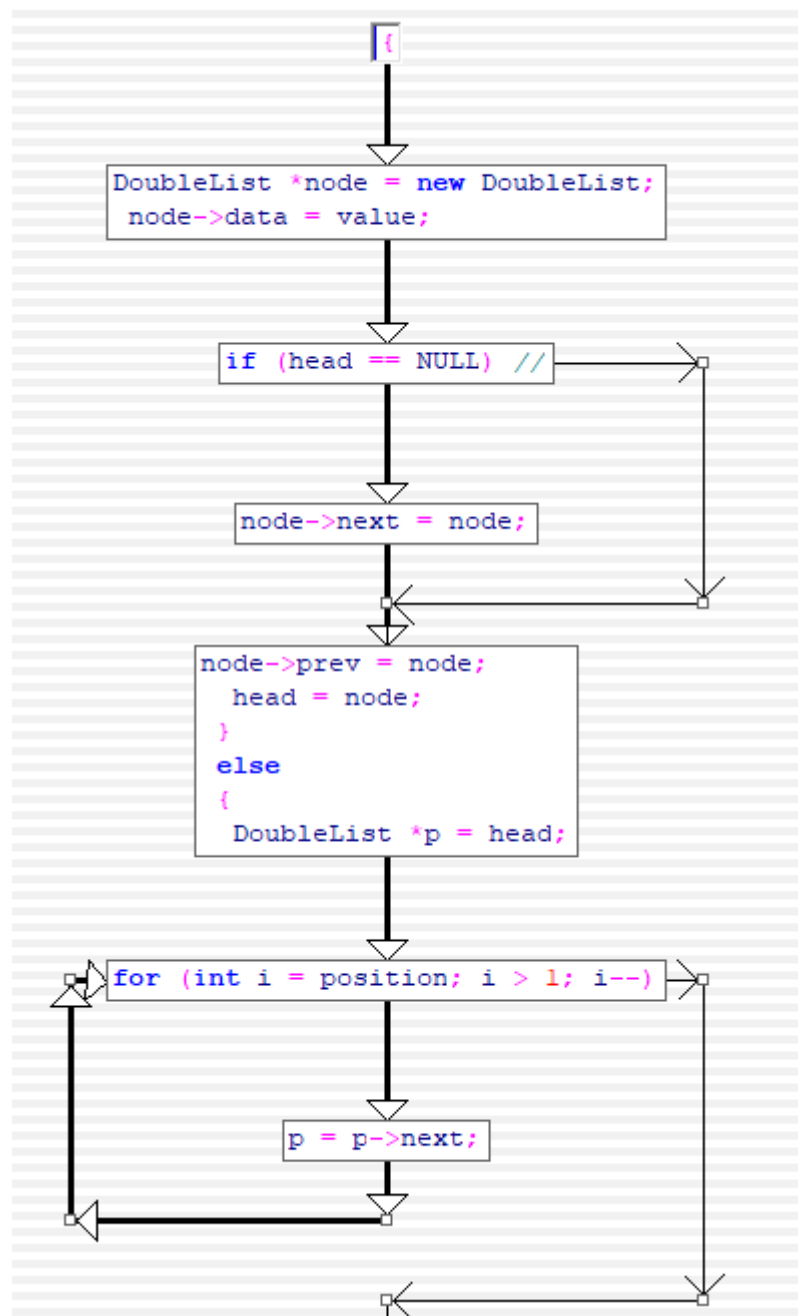 {
DoubleList *node = new DoubleList;
node->data = value;
if (head == NULL) //
node->next = node;
node->prev = node;
head = node;
}
else
{
DoubleList *p = head;
for (int i = position; i > 1; i--)
p = p->next;